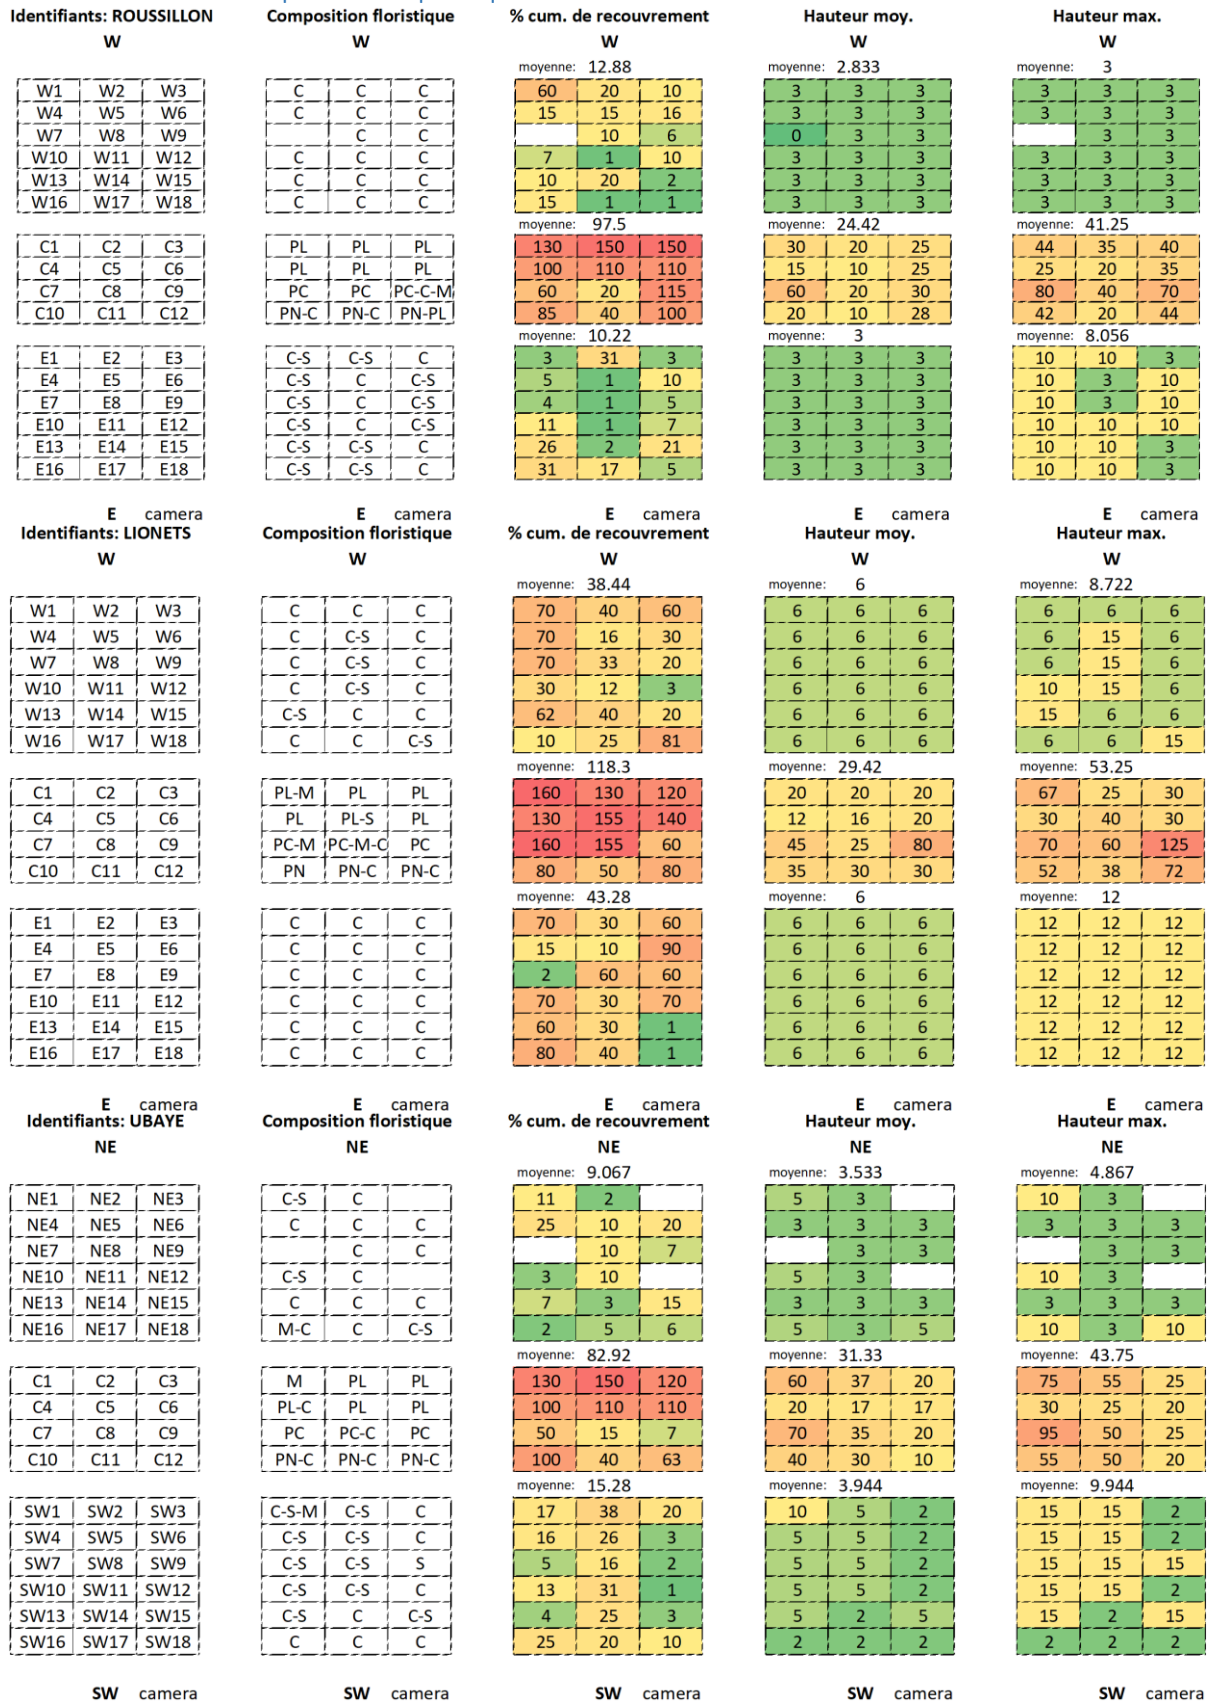 Identifiants: ROUSSILLON Composition floristique % cum. de recouvrement Hauteur moy. Hauteur max.
W W W W W
moyenne: 12.88 moyenne: 2.833 moyenne: 3
W1 W2 W3 C C C 60 20 10 3 3 3 3 3 3
W4 W5 W6 C C C 15 15 16 3 3 3 3 3 3
W7 W8 W9 C C 10 6 0 3 3 3 3
W10 W11 W12 C C C 7 1 10 3 3 3 3 3 3
W13 W14 W15 C C C 10 20 2 3 3 3 3 3 3
W16 W17 W18 C C C 15 1 1 3 3 3 3 3 3
moyenne: 97.5 moyenne: 24.42 moyenne: 41.25
C1 C2 C3 PL PL PL 130 150 150 30 20 25 44 35 40
C4 C5 C6 PL PL PL 100 110 110 15 10 25 25 20 35
C7 C8 C9 PC PC PC-C-M 60 20 115 60 20 30 80 40 70
C10 C11 C12 PN-C PN-C PN-PL 85 40 100 20 10 28 42 20 44
moyenne: 10.22 moyenne: 3 moyenne: 8.056
E1 E2 E3 C-S C-S C 3 31 3 3 3 3 10 10 3
E4 E5 E6 C-S C C-S 5 1 10 3 3 3 10 3 10
E7 E8 E9 C-S C C-S 4 1 5 3 3 3 10 3 10
E10 E11 E12 C-S C C-S 11 1 7 3 3 3 10 10 10
E13 E14 E15 C-S C-S C 26 2 21 3 3 3 10 10 3
E16 E17 E18 C-S C-S C 31 17 5 3 3 3 10 10 3
E camera E camera E camera E camera E camera
Identifiants: LIONETS Composition floristique % cum. de recouvrement Hauteur moy. Hauteur max.
W W W W W
moyenne: 38.44 moyenne: 6 moyenne: 8.722
W1 W2 W3 C C C 70 40 60 6 6 6 6 6 6
W4 W5 W6 C C-S C 70 16 30 6 6 6 6 15 6
W7 W8 W9 C C-S C 70 33 20 6 6 6 6 15 6
W10 W11 W12 C C-S C 30 12 3 6 6 6 10 15 6
W13 W14 W15 C-S C C 62 40 20 6 6 6 15 6 6
W16 W17 W18 C C C-S 10 25 81 6 6 6 6 6 15
moyenne: 118.3 moyenne: 29.42 moyenne: 53.25
C1 C2 C3 PL-M PL PL 160 130 120 20 20 20 67 25 30
C4 C5 C6 PL PL-S PL 130 155 140 12 16 20 30 40 30
C7 C8 C9 PC-M PC-M-C PC 160 155 60 45 25 80 70 60 125
C10 C11 C12 PN PN-C PN-C 80 50 80 35 30 30 52 38 72
moyenne: 43.28 moyenne: 6 moyenne: 12
E1 E2 E3 C C C 70 30 60 6 6 6 12 12 12
E4 E5 E6 C C C 15 10 90 6 6 6 12 12 12
E7 E8 E9 C C C 2 60 60 6 6 6 12 12 12
E10 E11 E12 C C C 70 30 70 6 6 6 12 12 12
E13 E14 E15 C C C 60 30 1 6 6 6 12 12 12
E16 E17 E18 C C C 80 40 1 6 6 6 12 12 12
E camera E camera E camera E camera E camera
Identifiants: UBAYE Composition floristique % cum. de recouvrement Hauteur moy. Hauteur max.
NE NE NE NE NE
moyenne: 9.067 moyenne: 3.533 moyenne: 4.867
NE1 NE2 NE3 C-S C 11 2 5 3 10 3
NE4 NE5 NE6 C C C 25 10 20 3 3 3 3 3 3
NE7 NE8 NE9 C C 10 7 3 3 3 3
NE10 NE11 NE12 C-S C 3 10 5 3 10 3
NE13 NE14 NE15 C C C 7 3 15 3 3 3 3 3 3
NE16 NE17 NE18 M-C C C-S 2 5 6 5 3 5 10 3 10
moyenne: 82.92 moyenne: 31.33 moyenne: 43.75
C1 C2 C3 M PL PL 130 150 120 60 37 20 75 55 25
C4 C5 C6 PL-C PL PL 100 110 110 20 17 17 30 25 20
C7 C8 C9 PC PC-C PC 50 15 7 70 35 20 95 50 25
C10 C11 C12 PN-C PN-C PN-C 100 40 63 40 30 10 55 50 20
moyenne: 15.28 moyenne: 3.944 moyenne: 9.944
SW1 SW2 SW3 C-S-M C-S C 17 38 20 10 5 2 15 15 2
SW4 SW5 SW6 C-S C-S C 16 26 3 5 5 2 15 15 2
SW7 SW8 SW9 C-S C-S S 5 16 2 5 5 2 15 15 15
SW10 SW11 SW12 C-S C-S C 13 31 1 5 5 2 15 15 2
SW13 SW14 SW15 C-S C C-S 4 25 3 5 2 5 15 2 15
SW16 SW17 SW18 C C C 25 20 10 2 2 2 2 2 2
SW camera SW camera SW camera SW camera SW camera